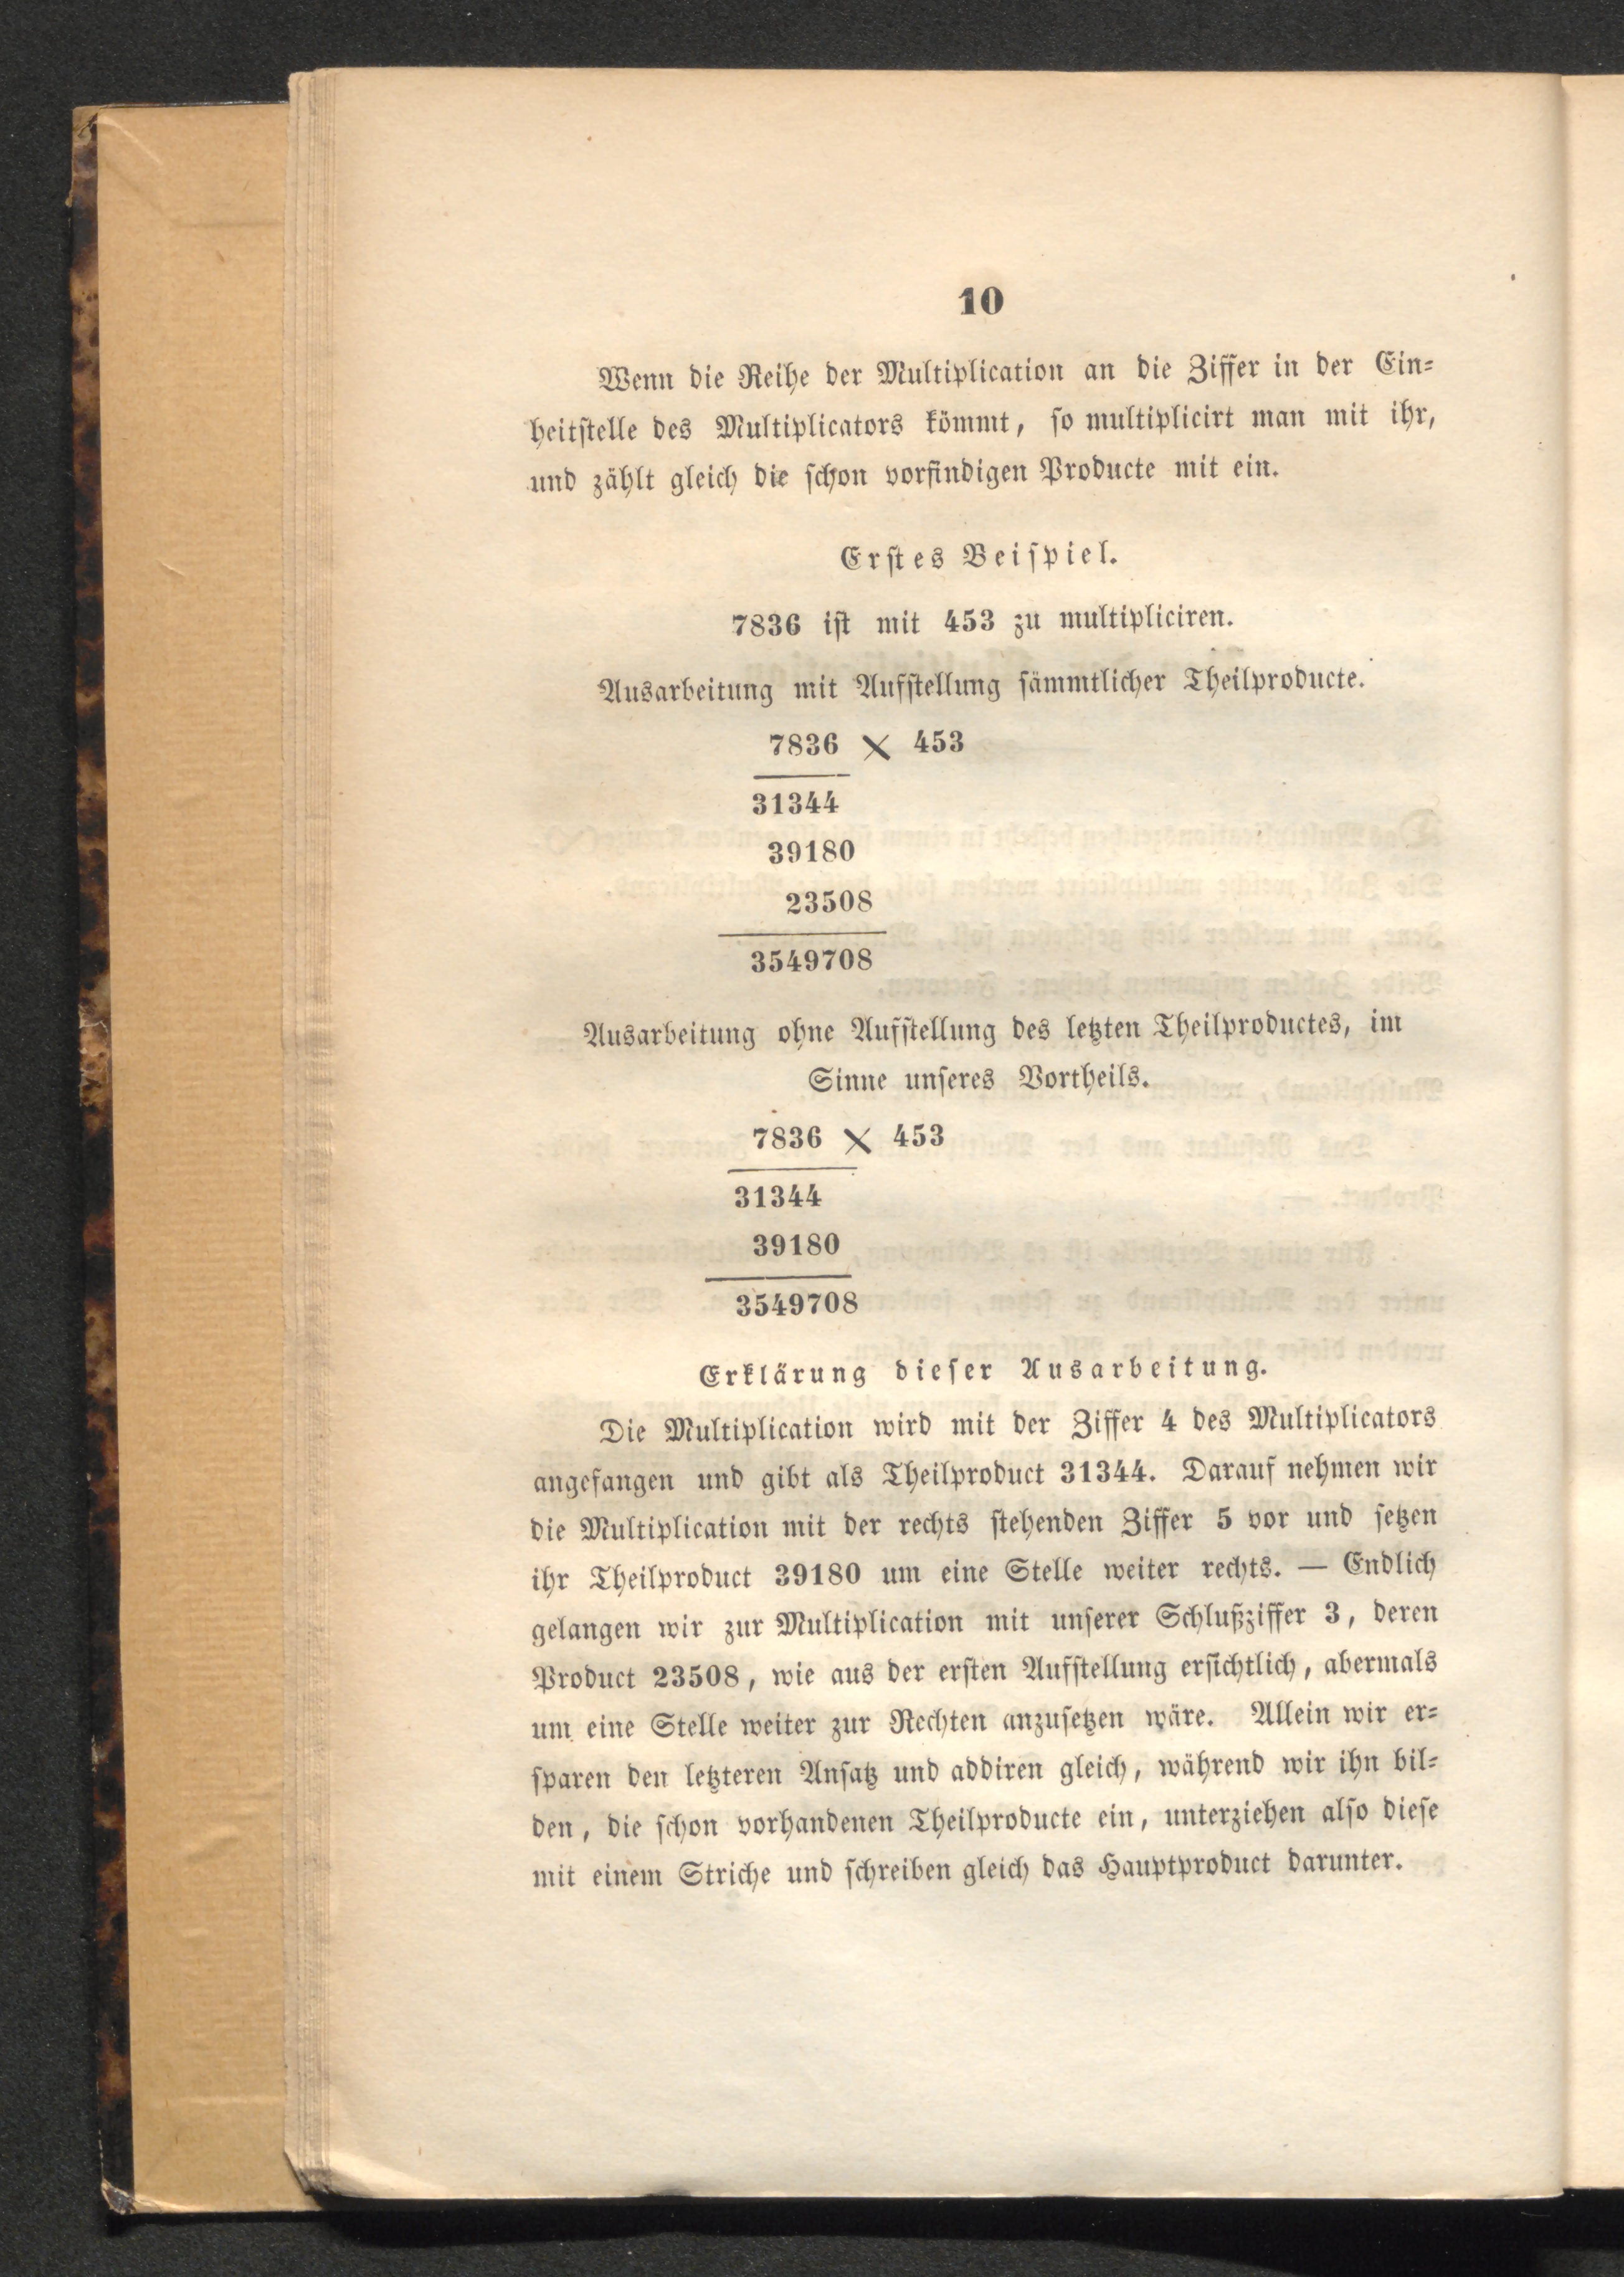 10
Wenn die Reihe der Multiplication an die Ziffer in der Ein-
heitstelle des Multiplicators kömmt, so multiplicirt man mit ihr,
und zählt gleich die schon vorfindigen Producte mit ein.
Erstes Beispiel.
7836 ist mit 453 zu multipliciren.
Ausarbeitung mit Aufstellung sämmtlicher Theilproducte.
7836 × 453
31344
39180
23508
3549708
Ausarbeitung ohne Aufstellung des letzten Theilproductes, im
Sinne unseres Vortheils.
7836 × 453
31344
39180
3549708
Erklärung dieser Ausarbeitung.
Die Multiplication wird mit der Ziffer 4 des Multiplicators
angefangen und gibt als Theilproduct 31344. Darauf nehmen wir
die Multiplication mit der rechts stehenden Ziffer 5 vor und setzen
ihr Theilproduct 39180 um eine Stelle weiter rechts. — Endlich
gelangen wir zur Multiplication mit unserer Schlußziffer 3, deren
Product 23508, wie aus der ersten Aufstellung ersichtlich, abermals
um eine Stelle weiter zur Rechten anzusetzen wäre. Allein wir er-
sparen den letzteren Ansatz und addiren gleich, während wir ihn bil-
den, die schon vorhandenen Theilproducte ein, unterziehen also diese
mit einem Striche und schreiben gleich das Hauptproduct darunter.